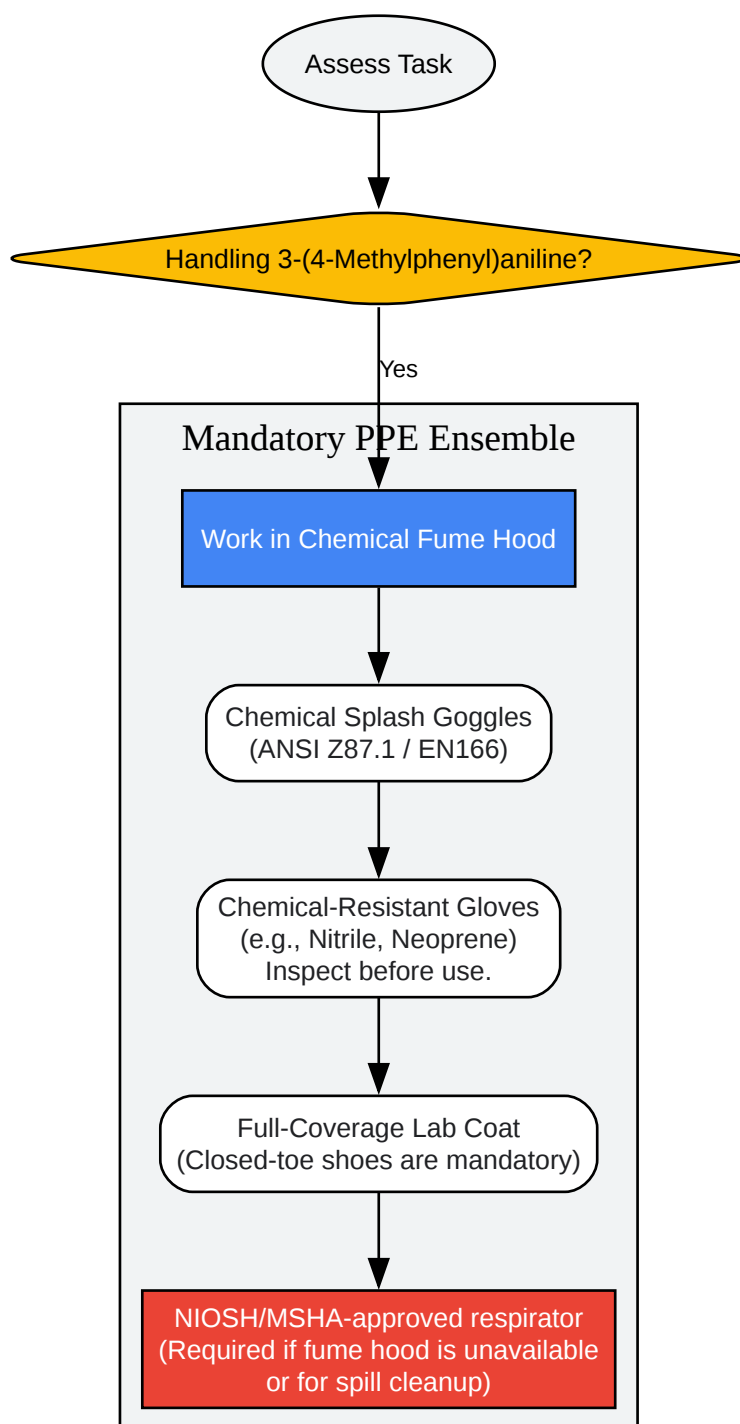 Assess Task
Handling 3-(4-Methylphenyl)aniline?
Yes
Mandatory PPE Ensemble
Work in Chemical Fume Hood
Chemical Splash Goggles
(ANSI Z87.1 / EN166)
Chemical-Resistant Gloves
(e.g., Nitrile, Neoprene)
Inspect before use.
Full-Coverage Lab Coat
(Closed-toe shoes are mandatory)
NIOSH/MSHA-approved respirator
(Required if fume hood is unavailable
or for spill cleanup)